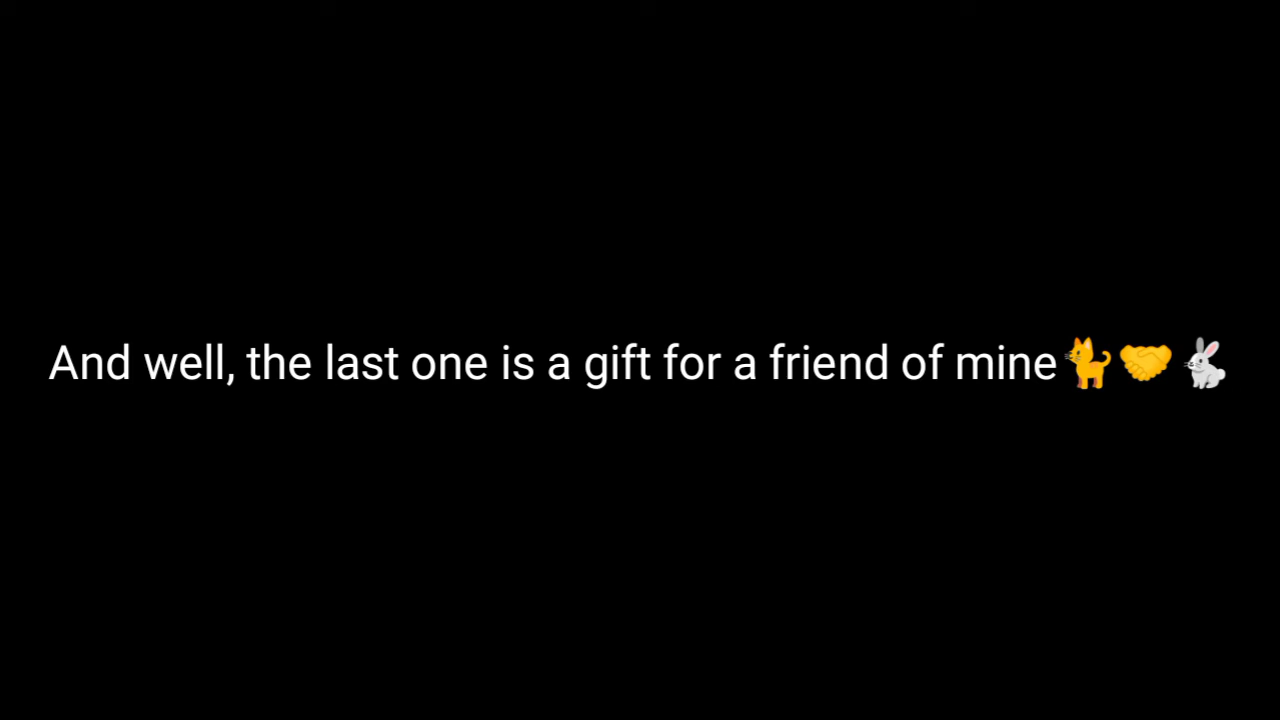 And well, the last one is a gift for a friend of mine🐈🤝🐇